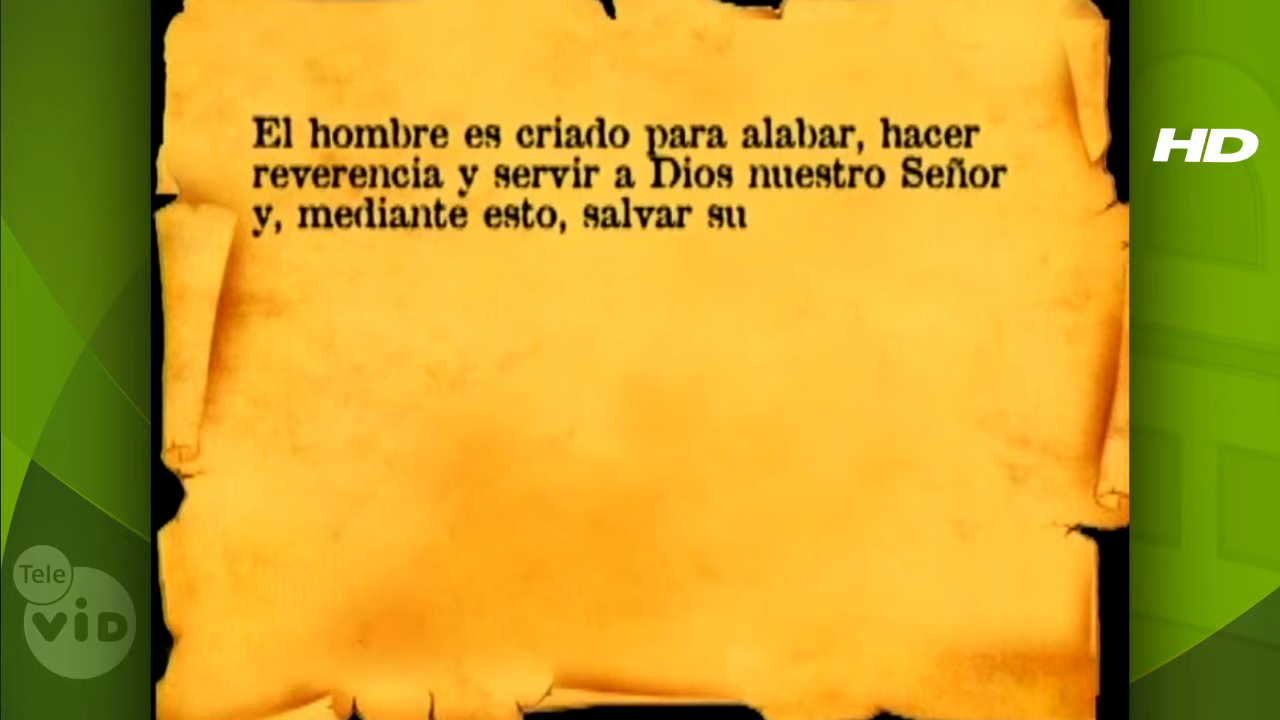 El hombre es criado para alabar, hacer
reverencia y servir a Dios nuestro Señor
y, mediante esto, salvar su
HD
Tele
ViD